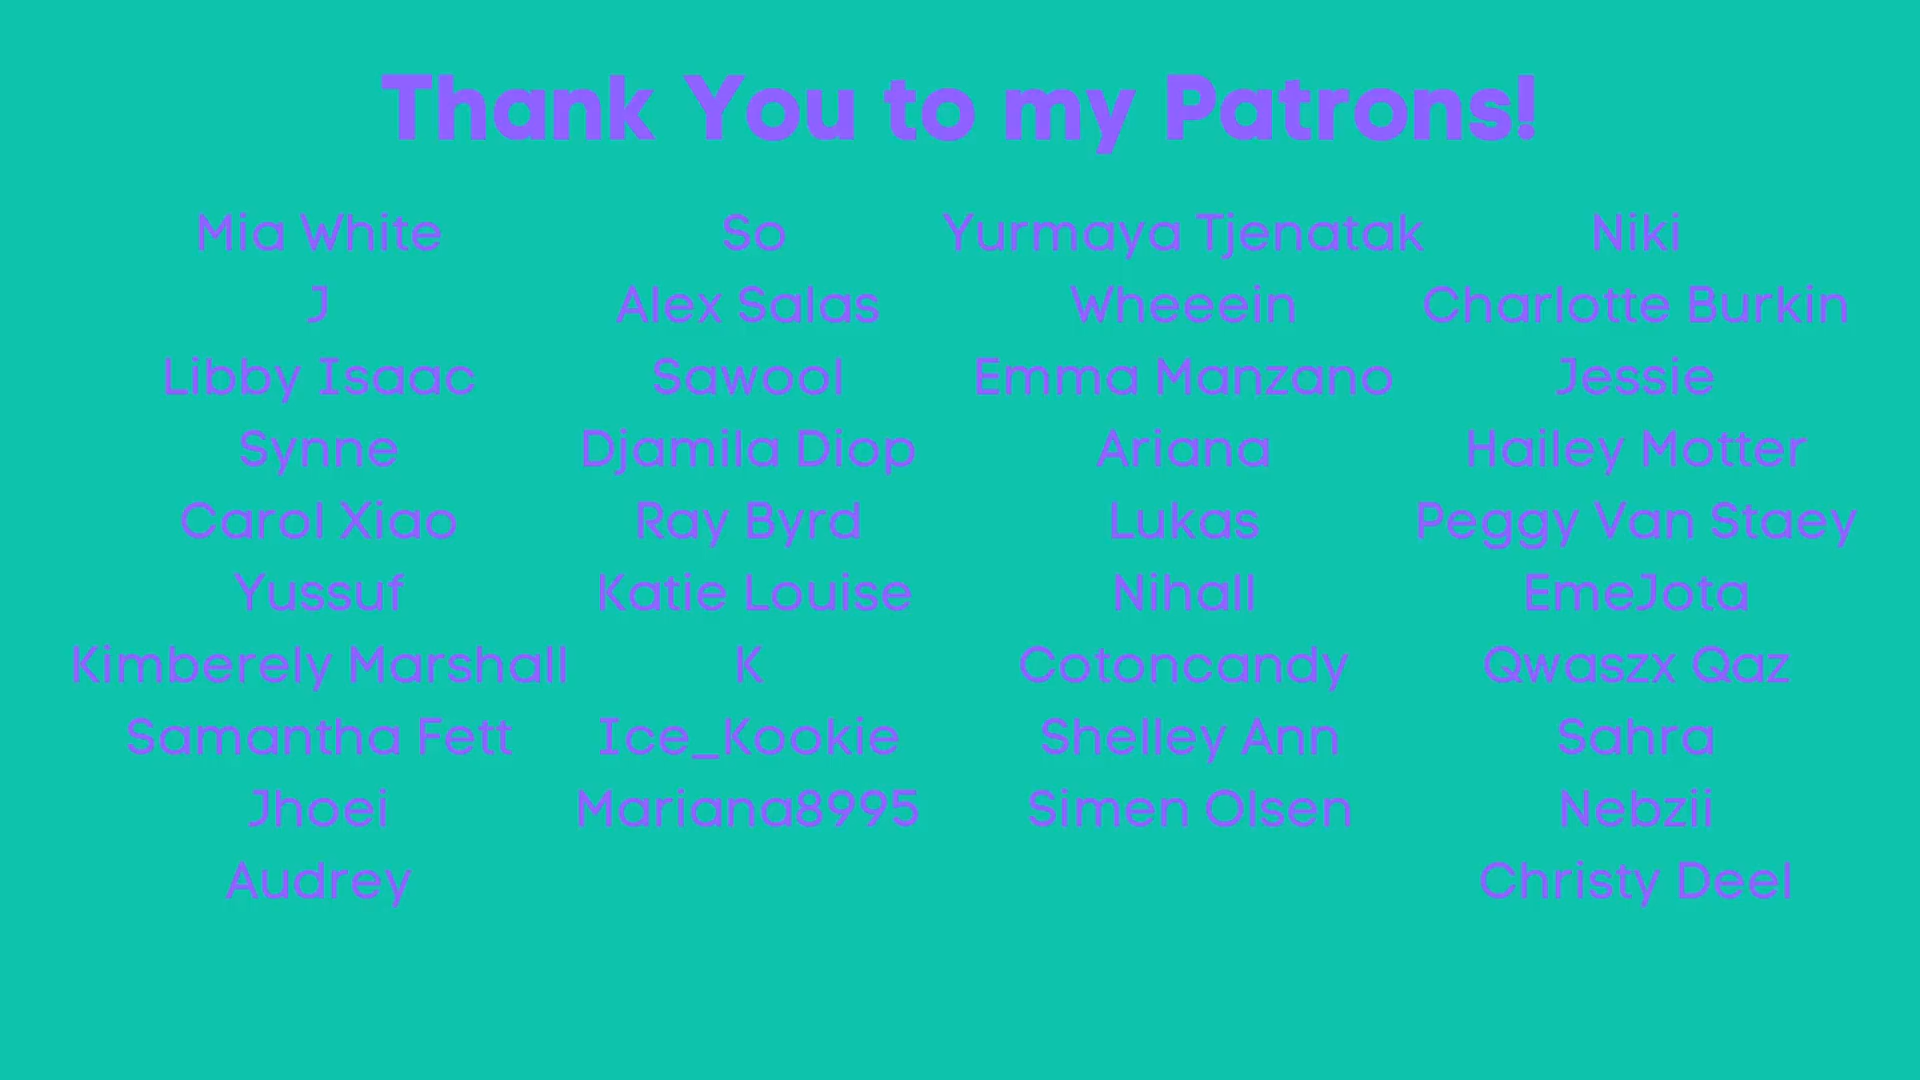 Thank You to my Patrons!
Mia White
J
Libby Isaac
Synne
Carol Xiao
Yussuf
Kimberely Marshall
Samantha Fett
Jhoei
Audrey
So
Alex Salas
Sawool
Djamila Diop
Ray Byrd
Katie Louise
K
Ice_Kookie
Mariana8995
Yurmaya Tjenatak
Wheeein
Emma Manzano
Ariana
Lukas
Nihall
Cotoncandy
Shelley Ann
Simen Olsen
Niki
Charlotte Burkin
Jessie
Hailey Motter
Peggy Van Staey
EmeJota
Qwaszx Qaz
Sahra
Nebzii
Christy Deel